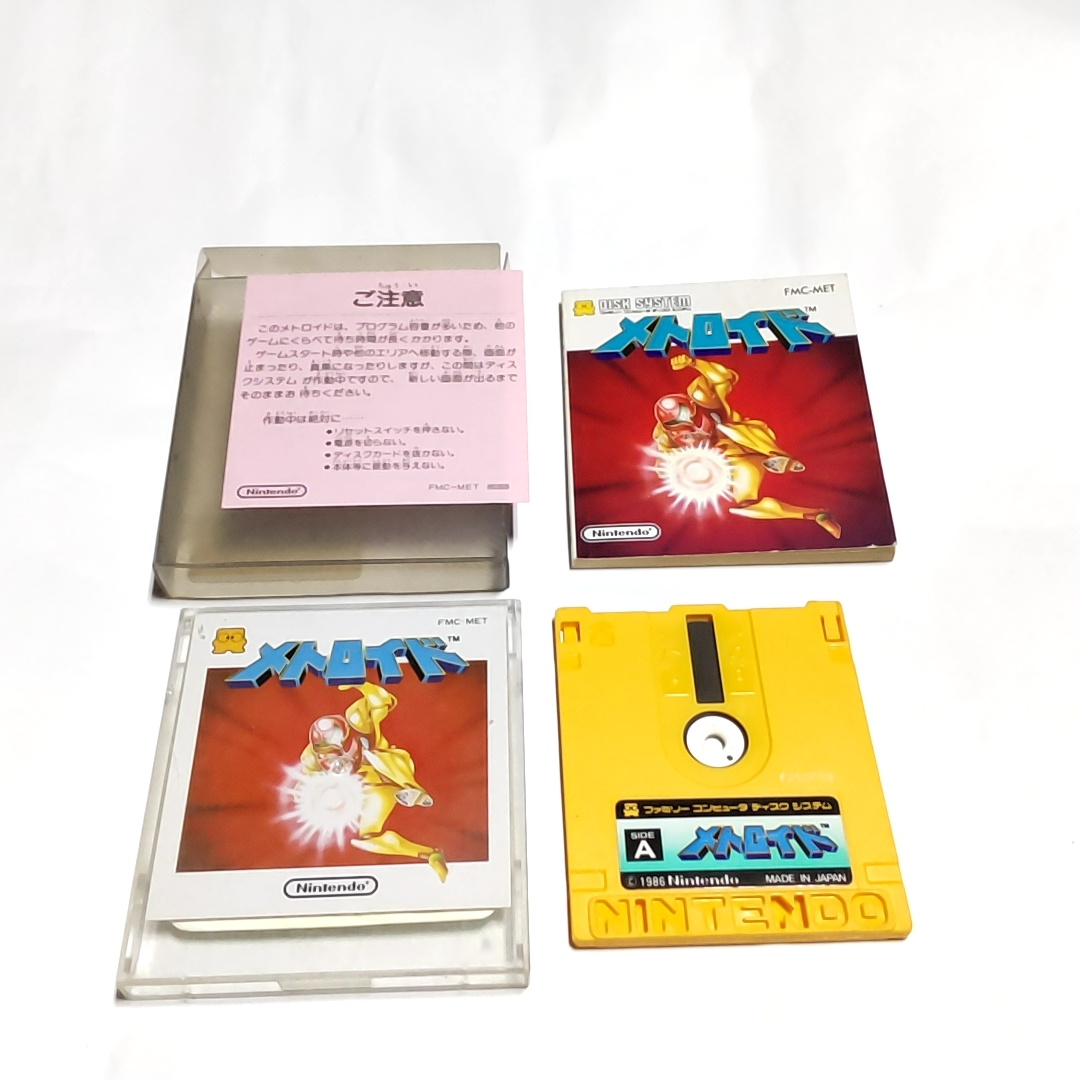 ご注意
このメトロイドは、プログラム容量が多いため、他の
ゲームにくらべて待ち時間が長くかかります。
ゲームスタート時や他のエリアへ移動する際、画面が
止まったり、真黒になったりしますが、この間はディス
クシステムが作動中ですので、新しい画面が出るまで
そのままお待ちください。
作動中は絶対に……
●リセットスイッチを押さない。
●電源を切らない。
●ディスクカードを抜かない。
●本体等に振動を与えない。
Nintendo®
FMC-MET
DISK SYSTEM
FMC-MET
メトロイド™
Nintendo®
FMC-MET
メトロイド™
Nintendo®
ファミリー コンピュータ ディスク システム
SIDE
A
メトロイド™
©1986 Nintendo MADE IN JAPAN
NINTENDO